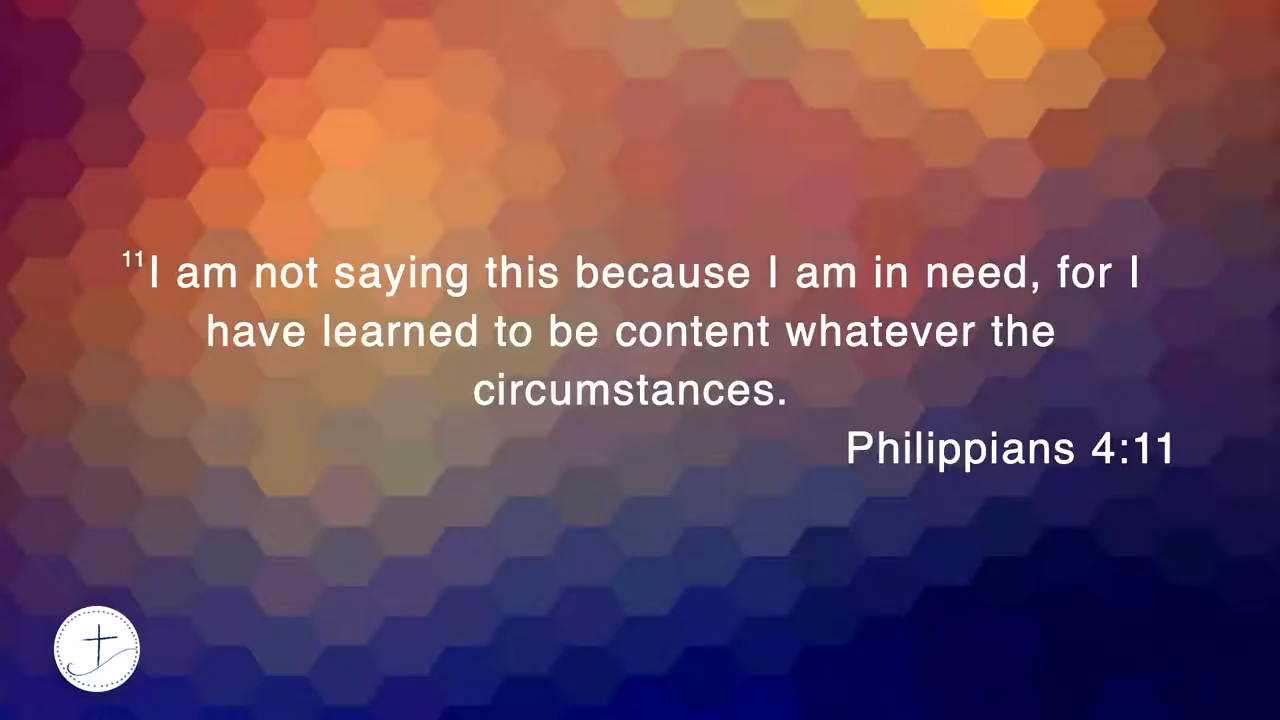 ¹¹I am not saying this because I am in need, for I
have learned to be content whatever the
circumstances.
Philippians 4:11